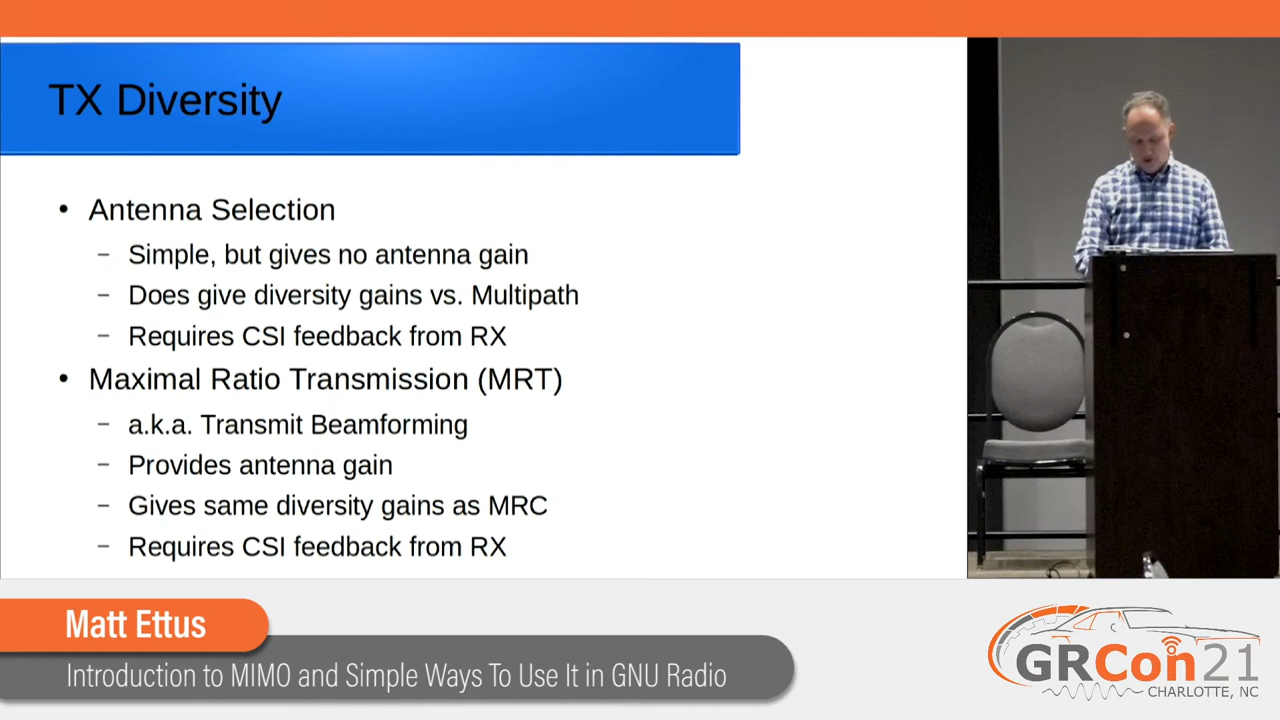 TX Diversity
• Antenna Selection
– Simple, but gives no antenna gain
– Does give diversity gains vs. Multipath
– Requires CSI feedback from RX
• Maximal Ratio Transmission (MRT)
– a.k.a. Transmit Beamforming
– Provides antenna gain
– Gives same diversity gains as MRC
– Requires CSI feedback from RX
Matt Ettus
Introduction to MIMO and Simple Ways To Use It in GNU Radio
GRCon21
CHARLOTTE, NC